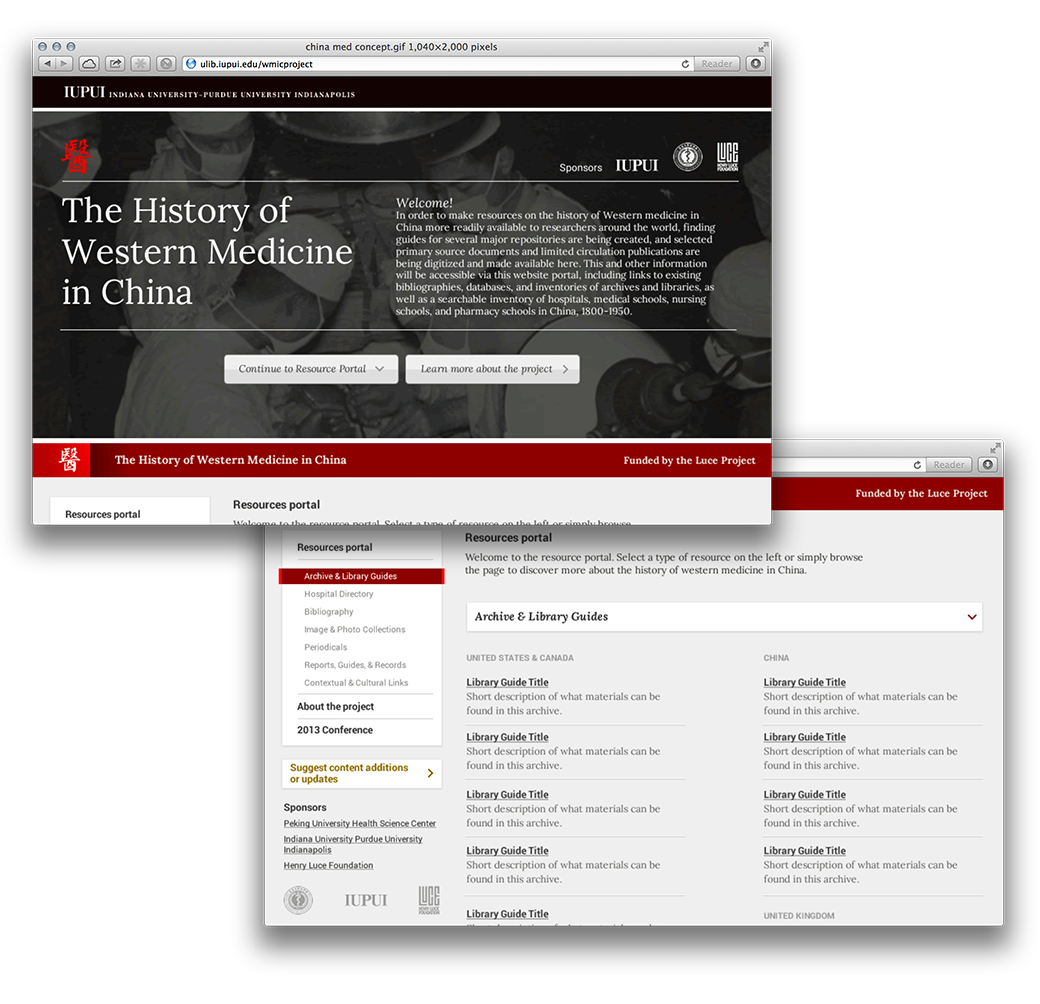 china med concept.gif 1,040×2,000 pixels
ulib.iupui.edu/wmicproject
Reader
IUPUI INDIANA UNIVERSITY–PURDUE UNIVERSITY INDIANAPOLIS
醫
Sponsors IUPUI LUCE
HENRY LUCE
FOUNDATION
The History of
Western Medicine
in China
Welcome!
In order to make resources on the history of Western medicine in
China more readily available to researchers around the world, finding
guides for several major repositories are being created, and selected
primary source documents and limited circulation publications are
being digitized and made available here. This and other information
will be accessible via this website portal, including links to existing
bibliographies, databases, and inventories of archives and libraries, as
well as a searchable inventory of hospitals, medical schools, nursing
schools, and pharmacy schools in China, 1800-1950.
Continue to Resource Portal
Learn more about the project
醫
The History of Western Medicine in China
Funded by the Luce Project
Resources portal
Resources portal
Welcome to the resource portal. Select a type of resource on the left or simply browse
Reader
Funded by the Luce Project
Resources portal
Archive & Library Guides
Hospital Directory
Bibliography
Image & Photo Collections
Periodicals
Reports, Guides, & Records
Contextual & Cultural Links
About the project
2013 Conference
Suggest content additions
or updates
Sponsors
Peking University Health Science Center
Indiana University Purdue University
Indianapolis
Henry Luce Foundation
IUPUI
LUCE
HENRY LUCE
FOUNDATION
Resources portal
Welcome to the resource portal. Select a type of resource on the left or simply browse
the page to discover more about the history of western medicine in China.
Archive & Library Guides
UNITED STATES & CANADA
Library Guide Title
Short description of what materials can be
found in this archive.
Library Guide Title
Short description of what materials can be
found in this archive.
Library Guide Title
Short description of what materials can be
found in this archive.
Library Guide Title
Short description of what materials can be
found in this archive.
Library Guide Title
Short description of what materials can be
CHINA
Library Guide Title
Short description of what materials can be
found in this archive.
Library Guide Title
Short description of what materials can be
found in this archive.
Library Guide Title
Short description of what materials can be
found in this archive.
Library Guide Title
Short description of what materials can be
found in this archive.
UNITED KINGDOM